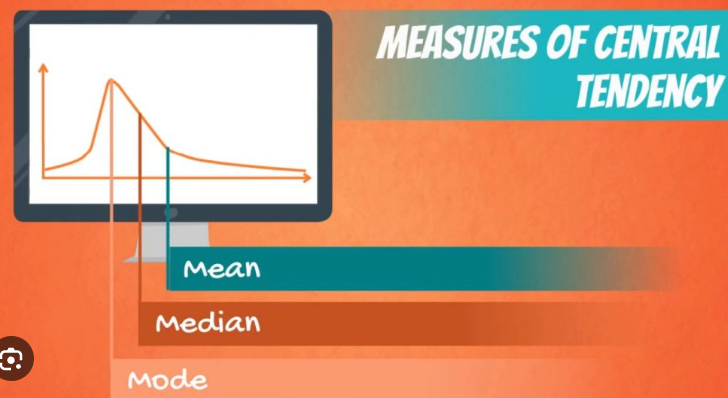 MEASURES OF CENTRAL
TENDENCY
Mean
Median
Mode